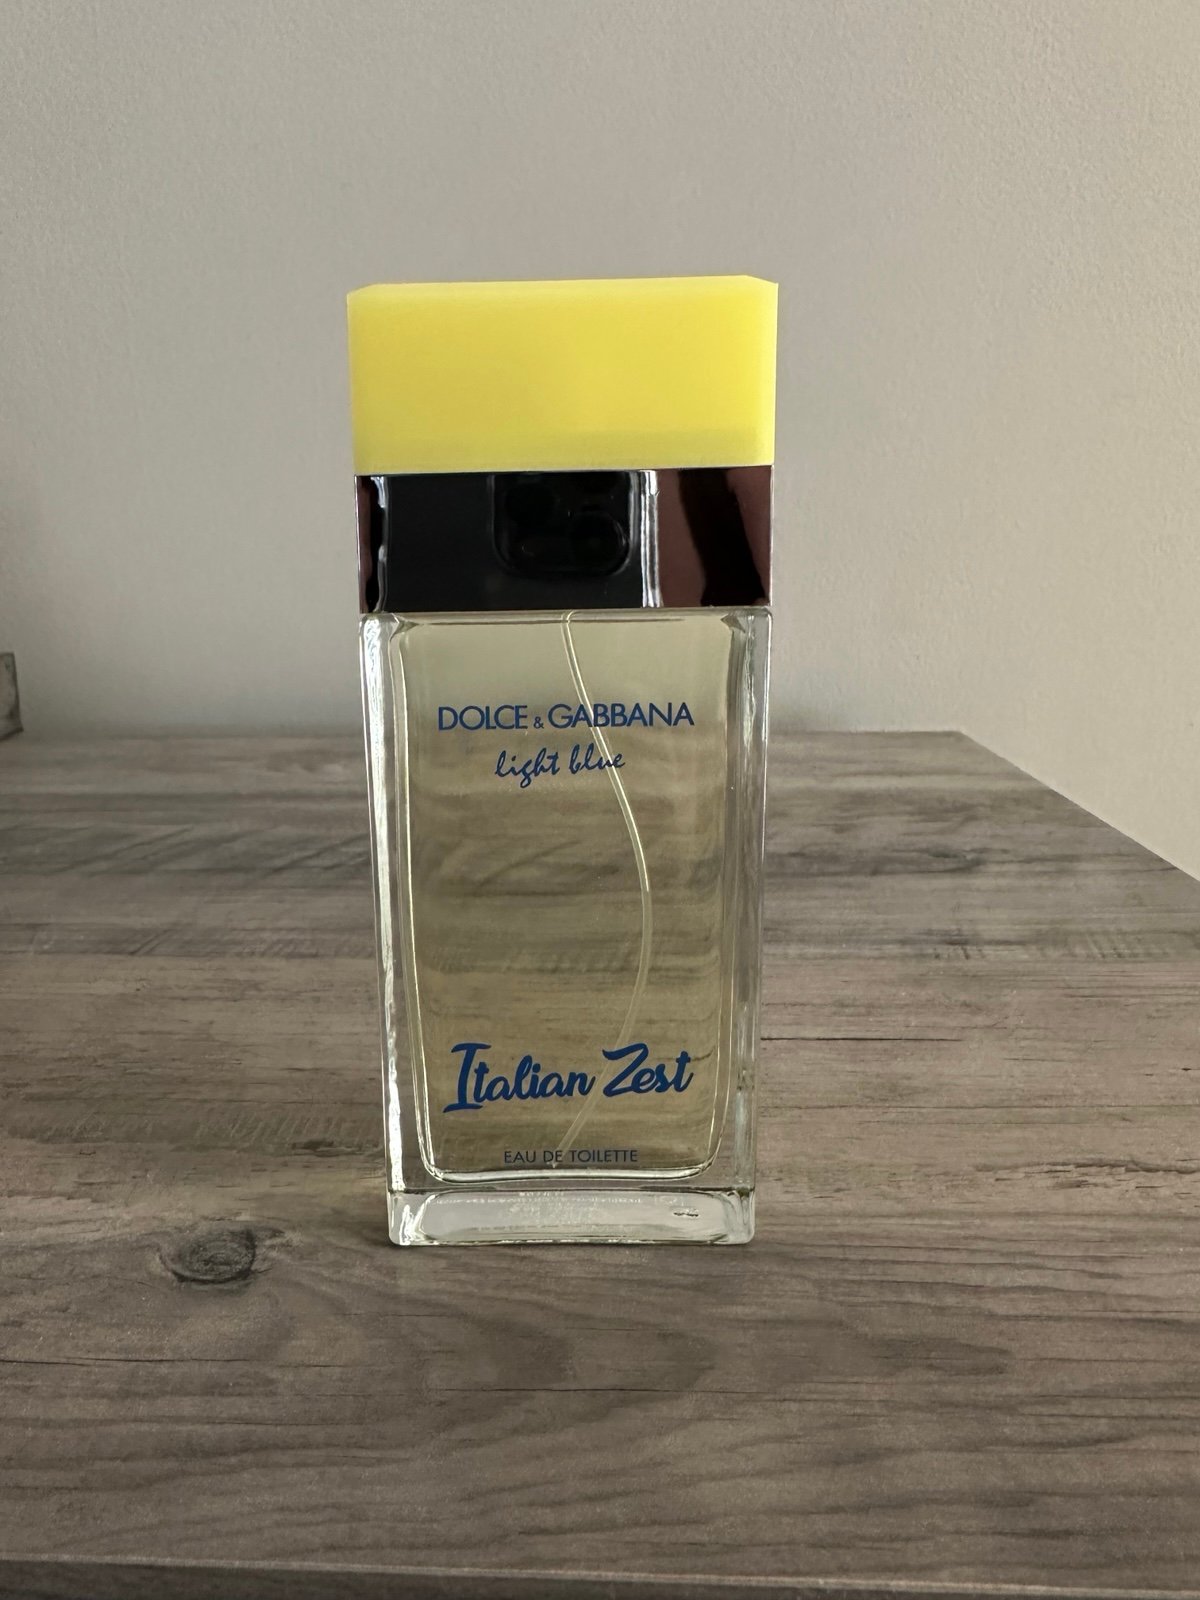 DOLCE & GABBANA
light blue
Italian Zest
EAU DE TOILETTE